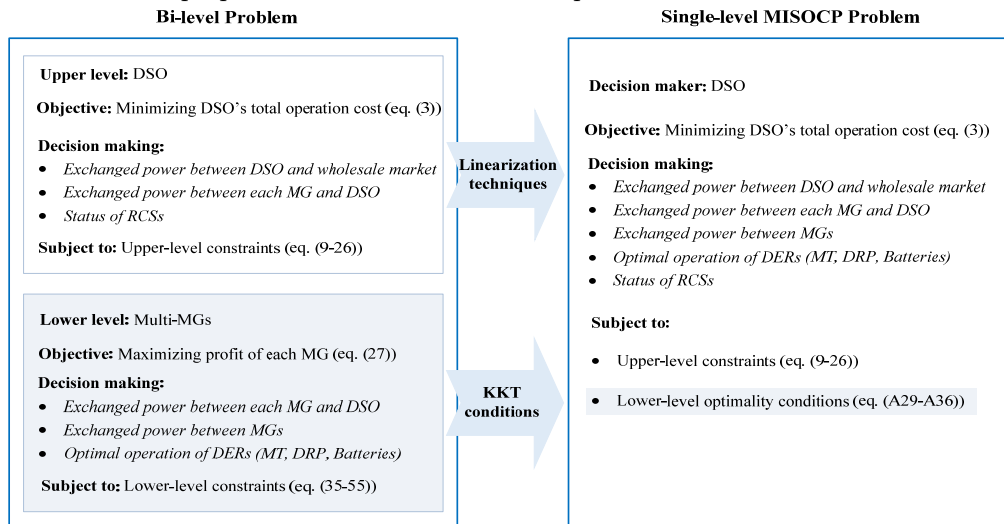 Bi-level Problem
Upper level: DSO
Objective: Minimizing DSO's total operation cost (eq. (3))
Decision making:
• Exchanged power between DSO and wholesale market
• Exchanged power between each MG and DSO
• Status of RCSs
Subject to: Upper-level constraints (eq. (9-26))
Lower level: Multi-MGs
Objective: Maximizing profit of each MG (eq. (27))
Decision making:
• Exchanged power between each MG and DSO
• Exchanged power between MGs
• Optimal operation of DERs (MT, DRP, Batteries)
Subject to: Lower-level constraints (eq. (35-55))
Linearization
techniques
KKT
conditions
Single-level MISOCP Problem
Decision maker: DSO
Objective: Minimizing DSO's total operation cost (eq. (3))
Decision making:
• Exchanged power between DSO and wholesale market
• Exchanged power between each MG and DSO
• Exchanged power between MGs
• Optimal operation of DERs (MT, DRP, Batteries)
• Status of RCSs
Subject to:
• Upper-level constraints (eq. (9-26))
• Lower-level optimality conditions (eq. (A29-A36))